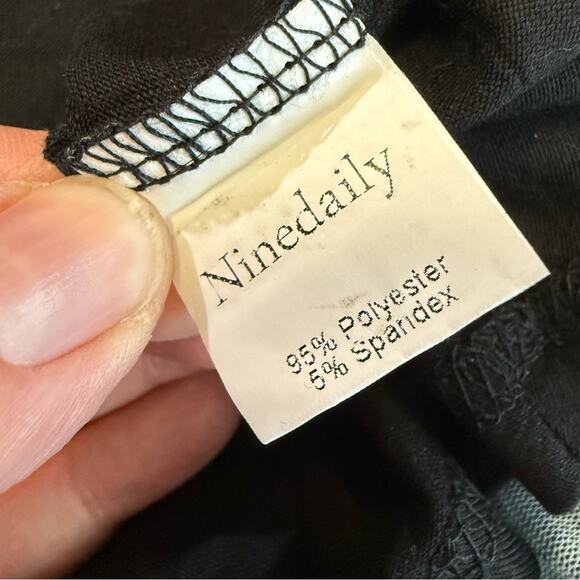 Ninedaily
95% Polyester
5% Spandex